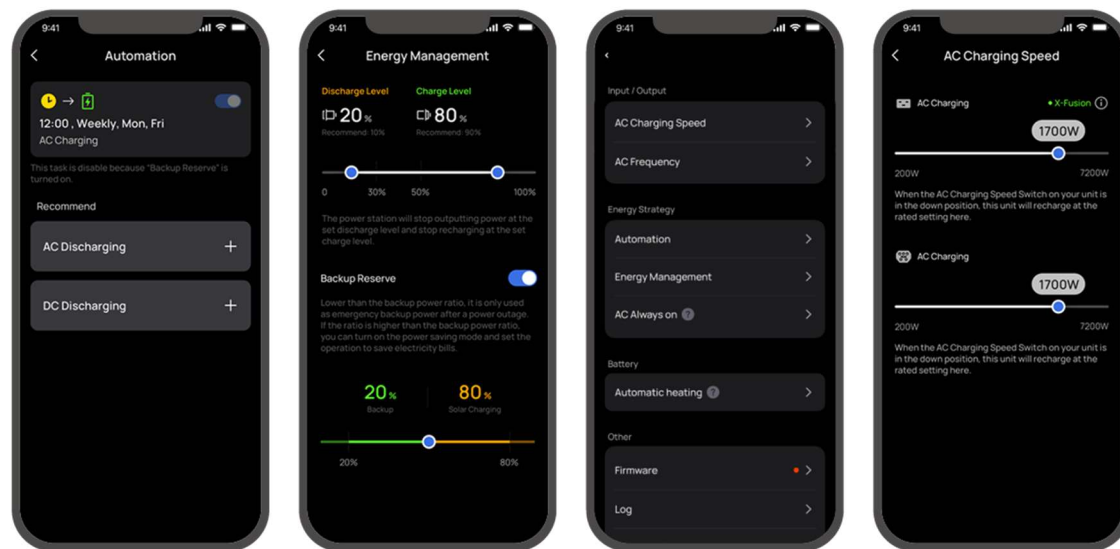 9:41
Automation
12:00 , Weekly, Mon, Fri
AC Charging
This task is disable because "Backup Reserve" is
turned on.
Recommend
AC Discharging +
DC Discharging +
9:41
Energy Management
Discharge Level Charge Level
20% 80%
Recommend: 10% Recommend: 90%
0 30% 50% 100%
The power station will stop outputting power at the
set discharge level and stop recharging at the set
charge level.
Backup Reserve
Lower than the backup power ratio, it is only used
as emergency backup power after a power outage.
If the ratio is higher than the backup power ratio,
you can turn on the power saving mode and set the
operation to save electricity bills.
20% 80%
Backup Solar Charging
20% 80%
9:41
Input / Output
AC Charging Speed
AC Frequency
Energy Strategy
Automation
Energy Management
AC Always on ?
Battery
Automatic heating ?
Other
Firmware
Log
9:41
AC Charging Speed
AC Charging X-Fusion
1700W
200W 7200W
When the AC Charging Speed Switch on your unit is
in the down position, this unit will recharge at the
rated setting here.
AC Charging
1700W
200W 7200W
When the AC Charging Speed Switch on your unit is
in the down position, this unit will recharge at the
rated setting here.